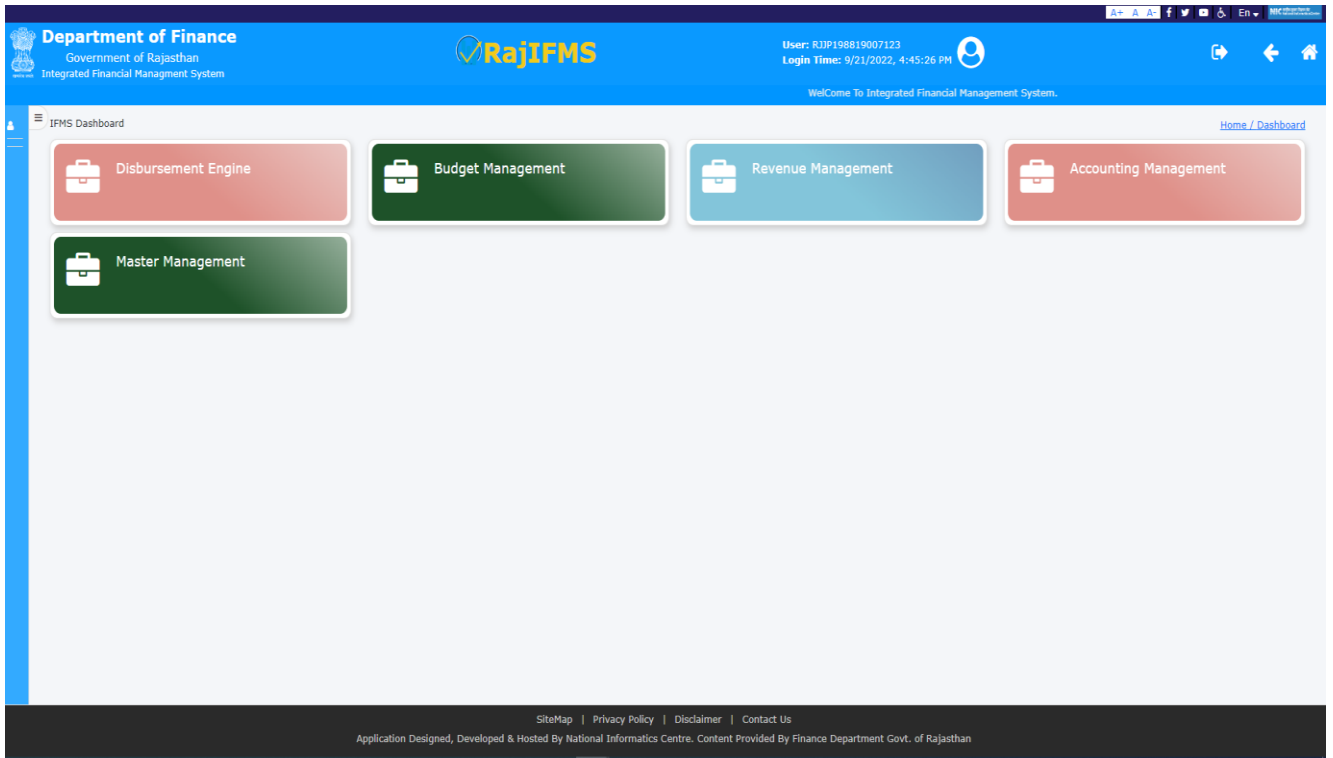 A+ A A- En
Department of Finance
Government of Rajasthan
Integrated Financial Managment System
RajIFMS
User: RJJP198819007123
Login Time: 9/21/2022, 4:45:26 PM
WelCome To Integrated Financial Management System.
IFMS Dashboard
Home / Dashboard
Disbursement Engine
Budget Management
Revenue Management
Accounting Management
Master Management
SiteMap | Privacy Policy | Disclaimer | Contact Us
Application Designed, Developed & Hosted By National Informatics Centre. Content Provided By Finance Department Govt. of Rajasthan